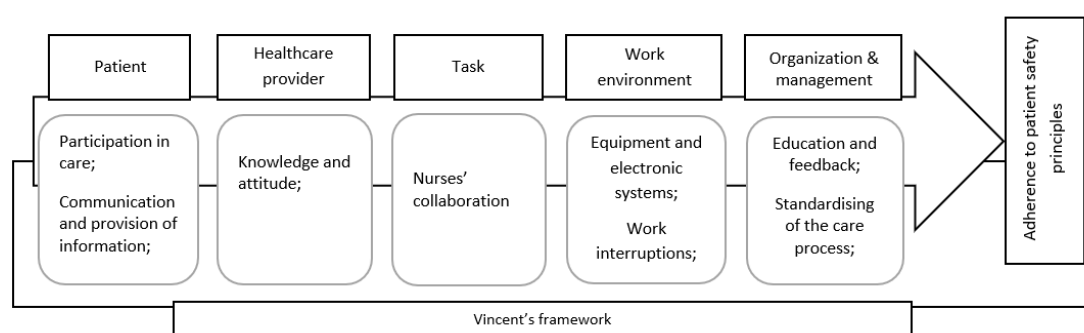 Patient
Healthcare
provider
Task
Work
environment
Organization &
management
Participation in
care;
Communication
and provision of
information;
Knowledge and
attitude;
Nurses’
collaboration
Equipment and
electronic
systems;
Work
interruptions;
Education and
feedback;
Standardising
of the care
process;
Adherence to patient safety
principles
Vincent’s framework